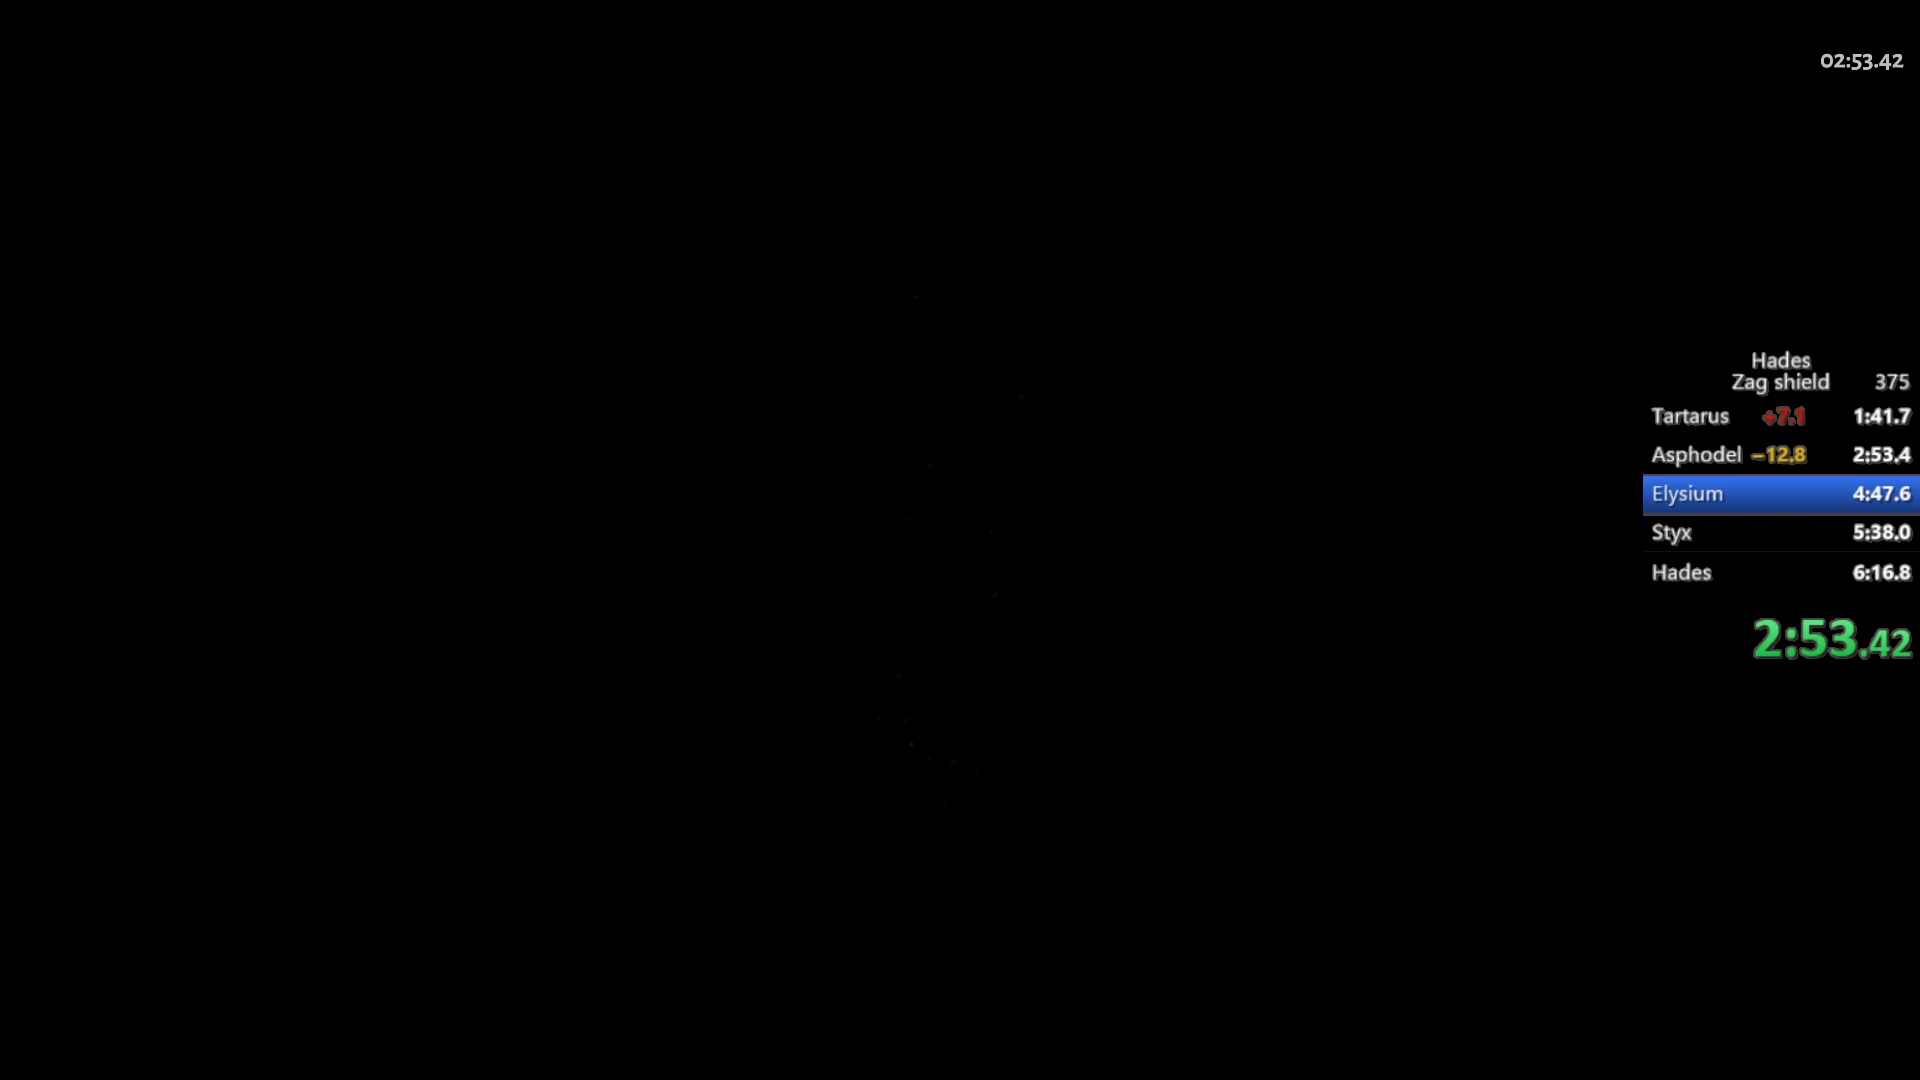 02:53.42
Hades
Zag shield 375
Tartarus +7.1 1:41.7
Asphodel −12.8 2:53.4
Elysium 4:47.6
Styx 5:38.0
Hades 6:16.8
2:53.42